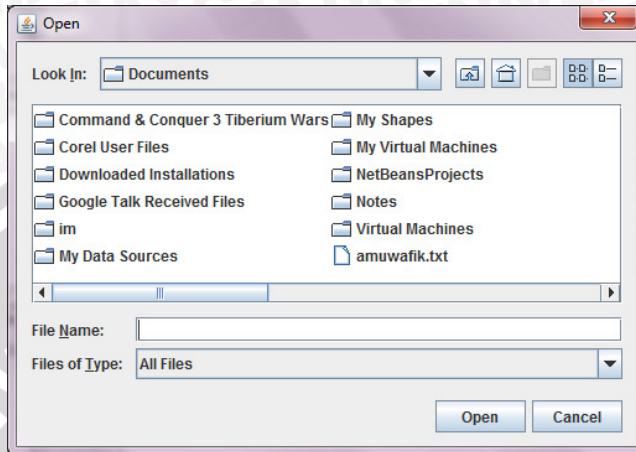 Open
Look In: Documents
Command & Conquer 3 Tiberium Wars My Shapes
Corel User Files My Virtual Machines
Downloaded Installations NetBeansProjects
Google Talk Received Files Notes
im Virtual Machines
My Data Sources amuwafik.txt
File Name:
Files of Type: All Files
Open Cancel